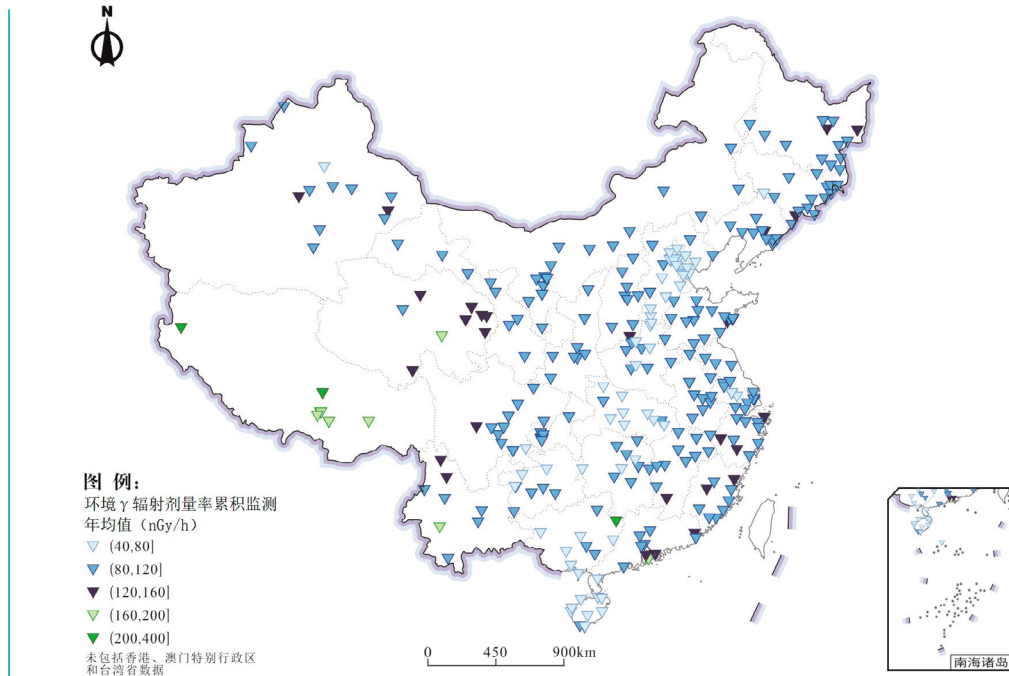 N
图 例：
环境γ辐射剂量率累积监测
年均值（nGy/h）
(40,80]
(80,120]
(120,160]
(160,200]
(200,400]
未包括香港、澳门特别行政区
和台湾省数据
0 450 900km
南海诸岛